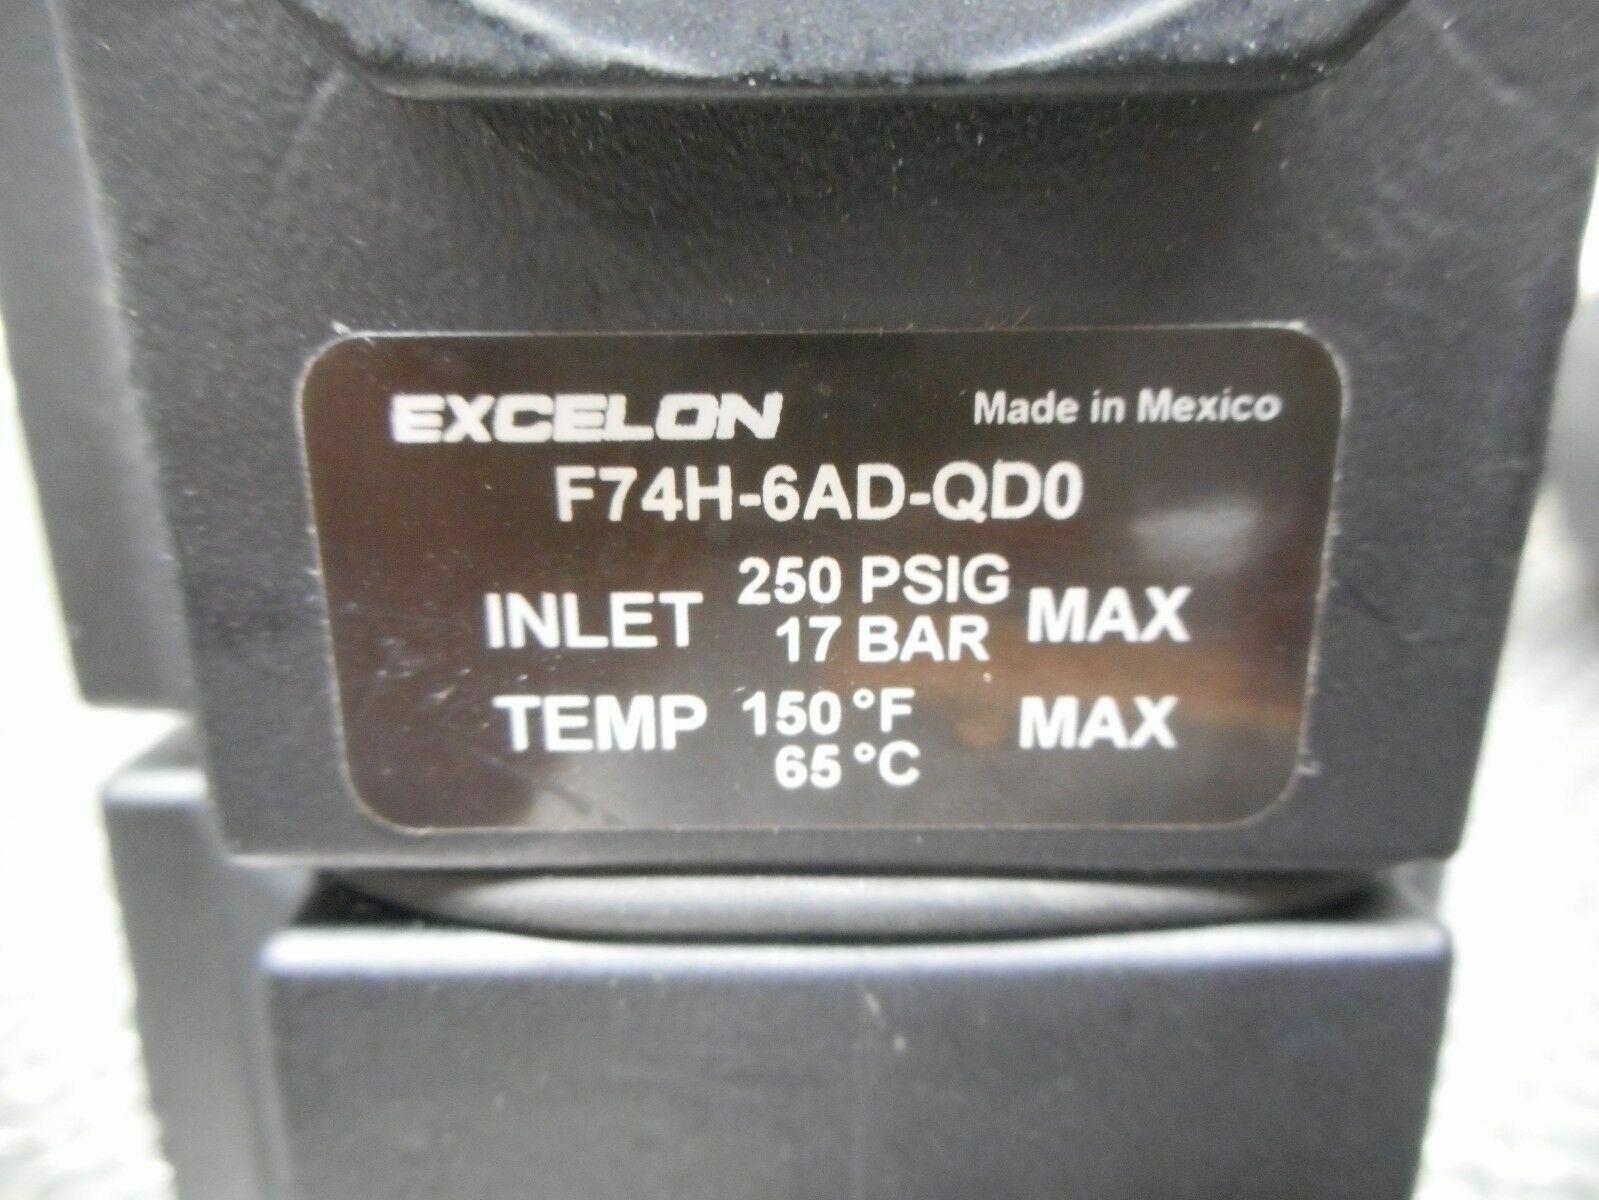 EXCELON Made in Mexico
F74H-6AD-QD0
INLET 250 PSIG MAX
17 BAR
TEMP 150 °F MAX
65 °C